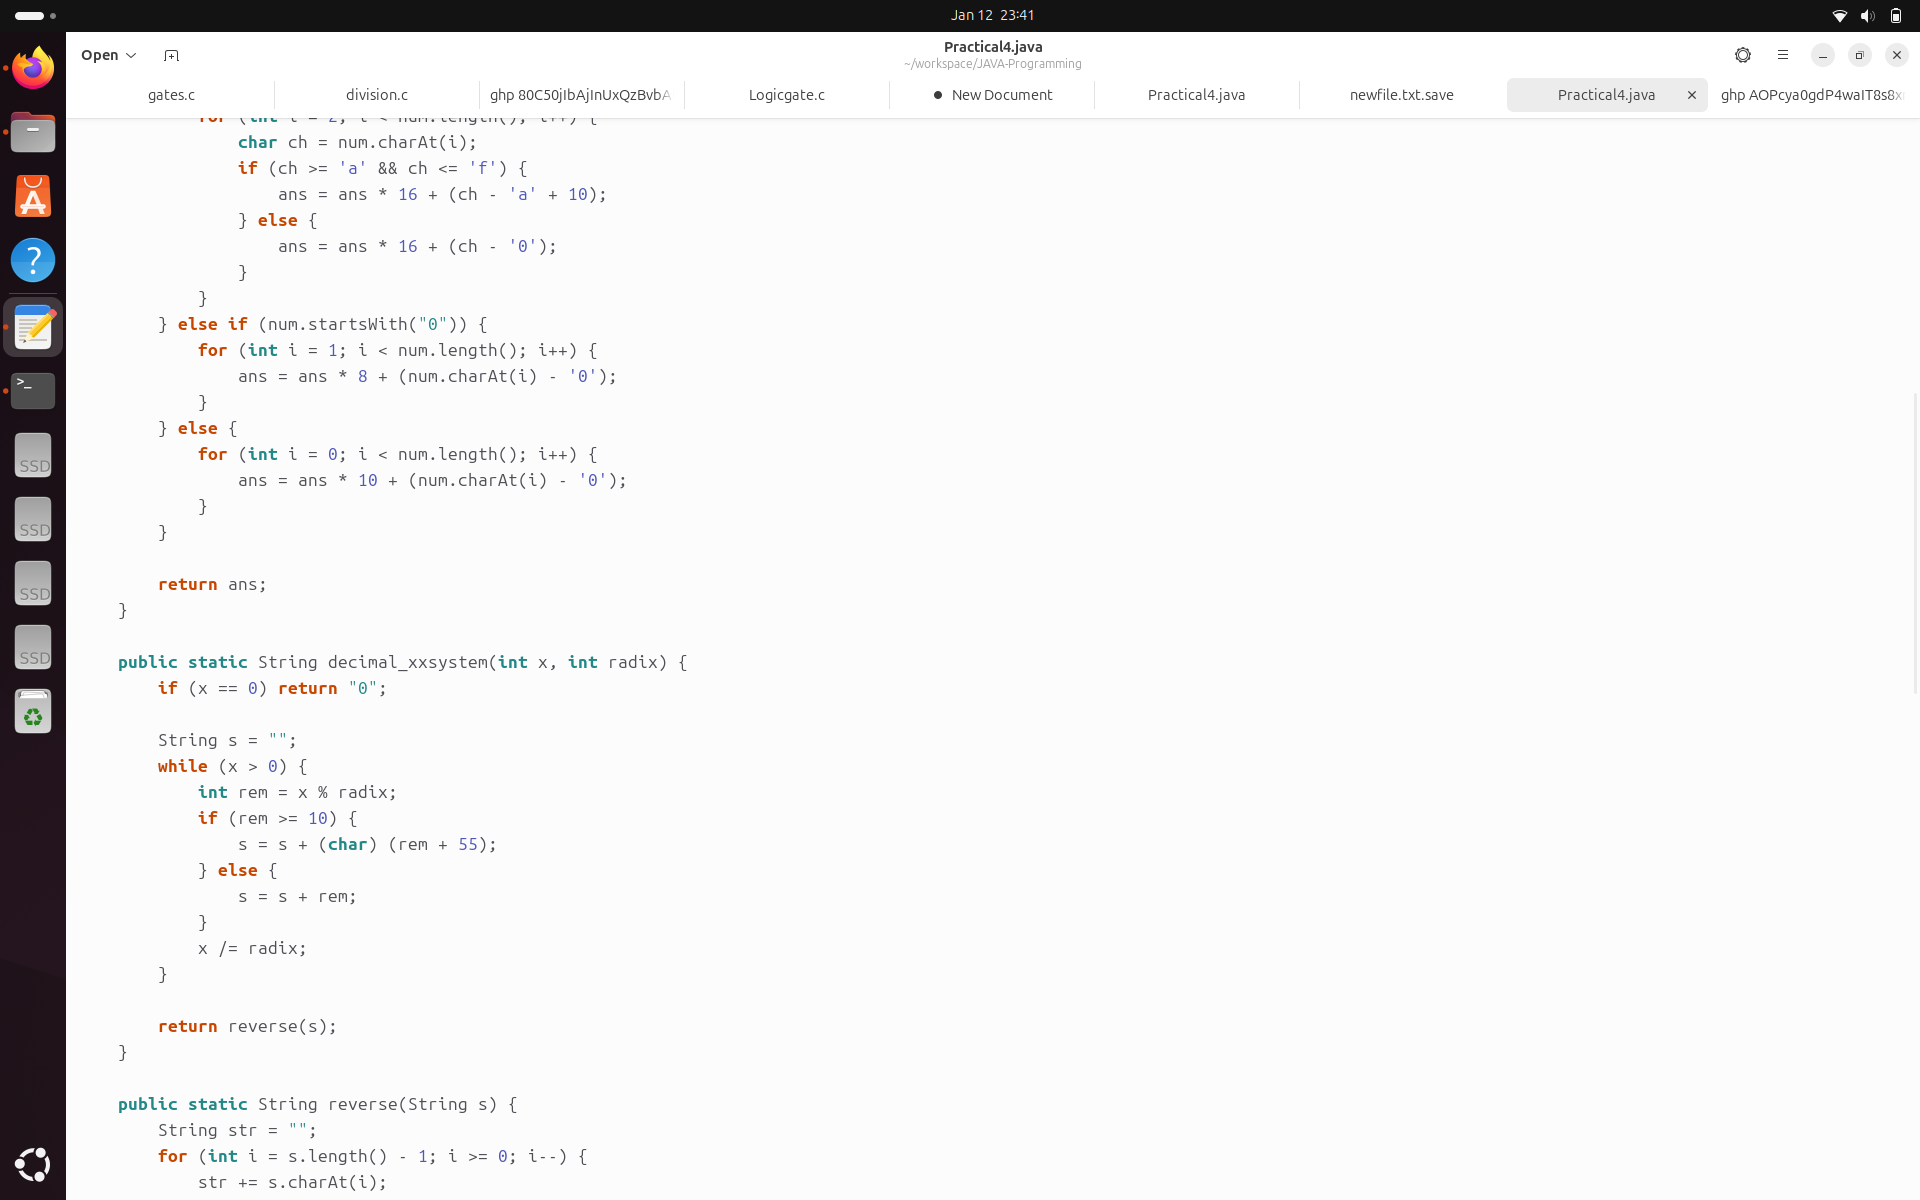 Jan 12 23:41
Open
Practical4.java
~/workspace/JAVA-Programming
gates.c
division.c
Logicgate.c
New Document
Practical4.java
newfile.txt.save
Practical4.java
for (int i = 2; i < num.length(); i++) {
char ch = num.charAt(i);
if (ch >= 'a' && ch <= 'f') {
ans = ans * 16 + (ch - 'a' + 10);
} else {
ans = ans * 16 + (ch - '0');
}
}
} else if (num.startsWith("0")) {
for (int i = 1; i < num.length(); i++) {
ans = ans * 8 + (num.charAt(i) - '0');
}
} else {
for (int i = 0; i < num.length(); i++) {
ans = ans * 10 + (num.charAt(i) - '0');
}
}
return ans;
}
public static String decimal_xxsystem(int x, int radix) {
if (x == 0) return "0";
String s = "";
while (x > 0) {
int rem = x % radix;
if (rem >= 10) {
s = s + (char) (rem + 55);
} else {
s = s + rem;
}
x /= radix;
}
return reverse(s);
}
public static String reverse(String s) {
String str = "";
for (int i = s.length() - 1; i >= 0; i--) {
str += s.charAt(i);
SSD
SSD
SSD
SSD